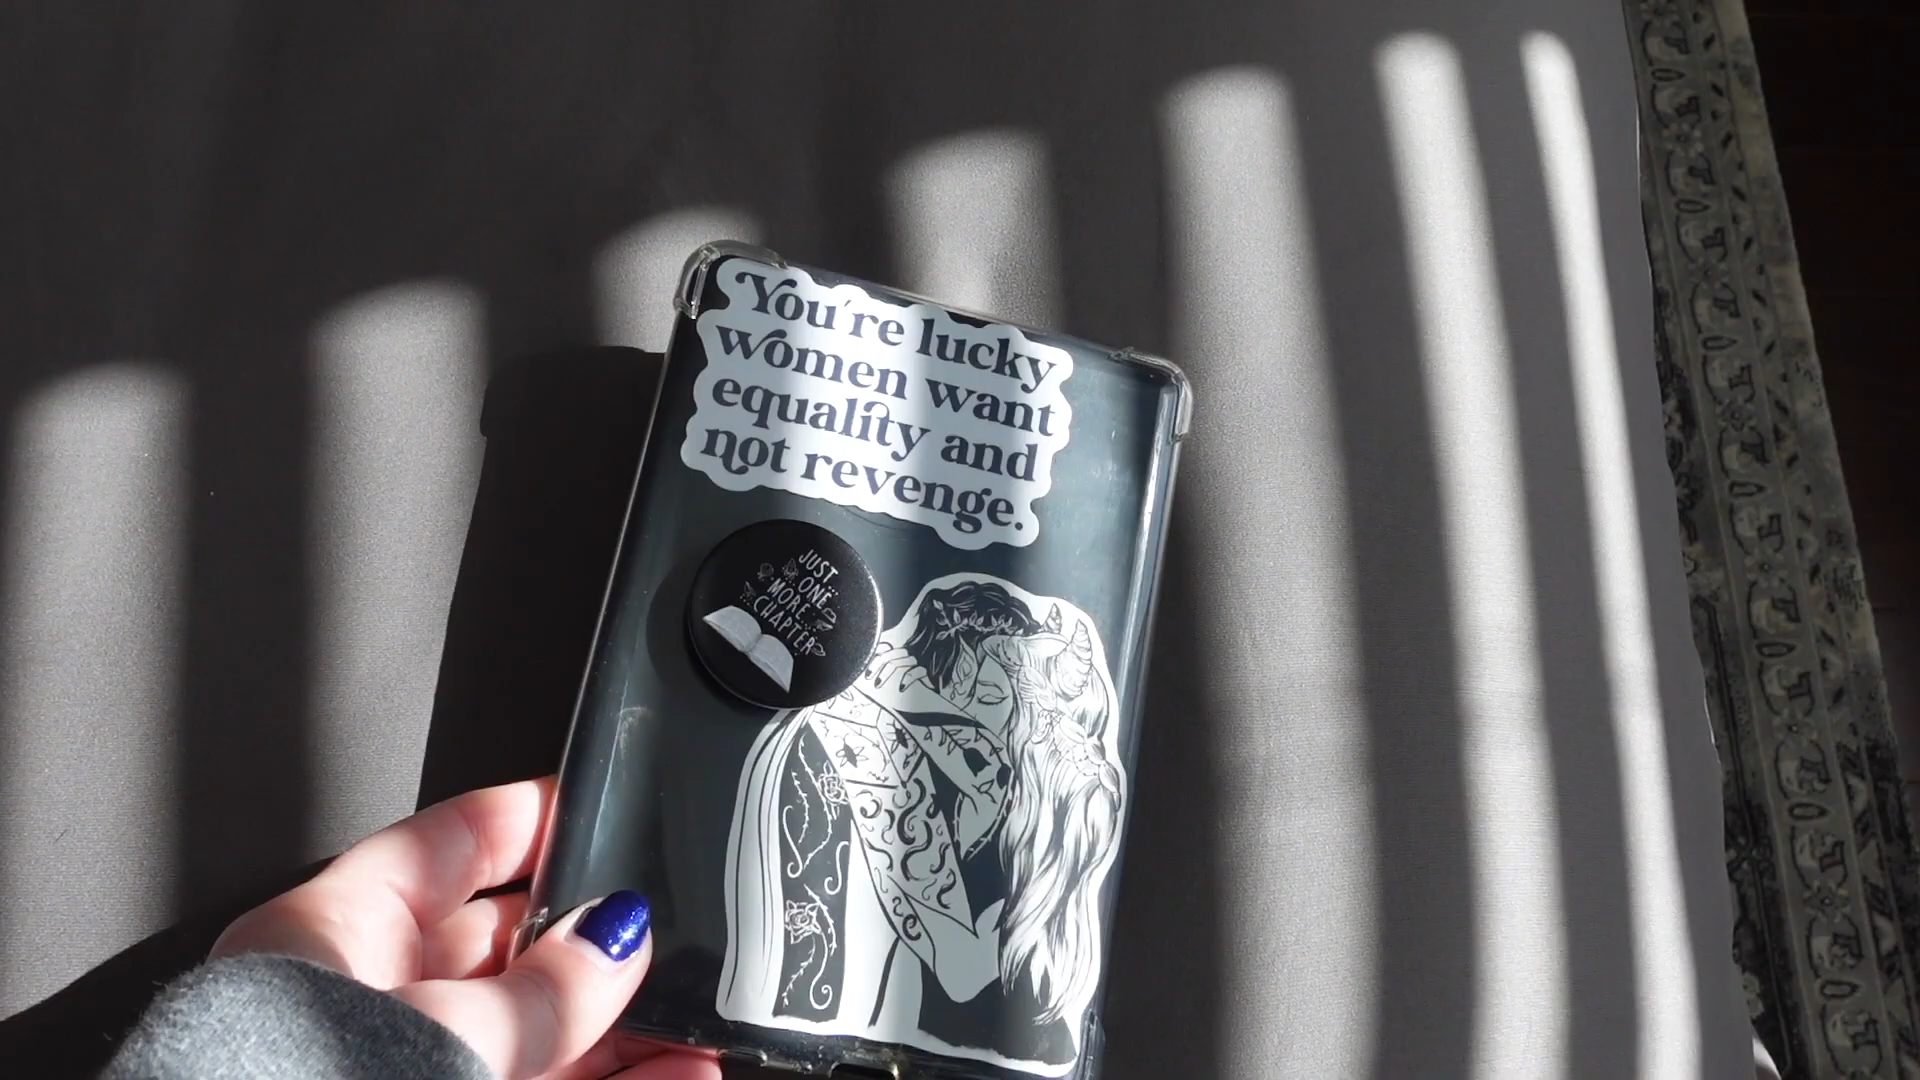 You're lucky
women want
equality and
not revenge.
JUST
ONE
MORE
CHAPTER